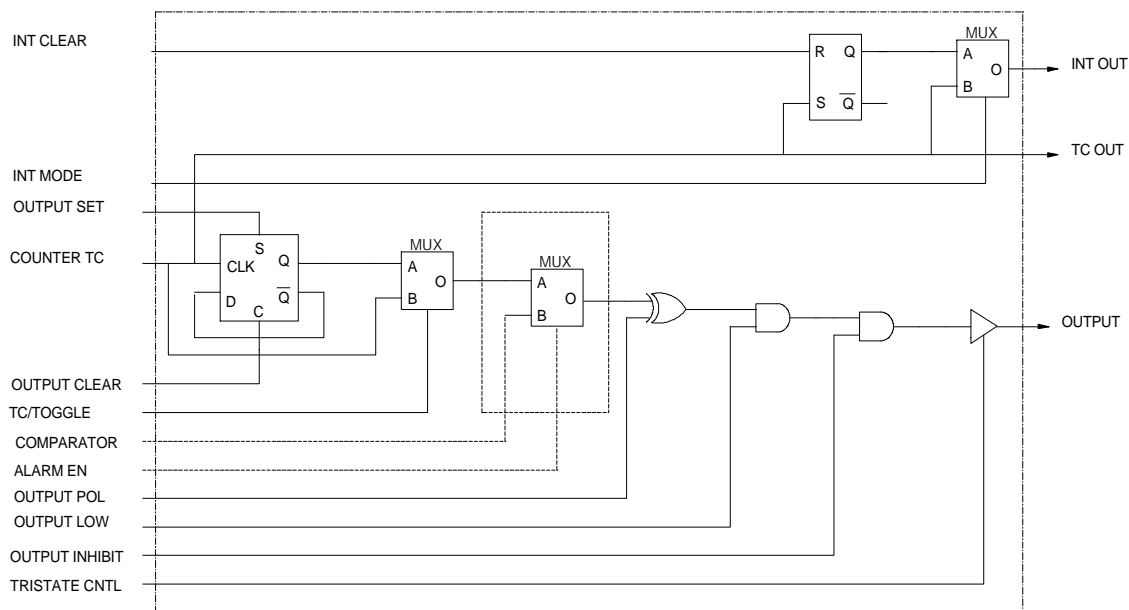 INT CLEAR
R Q
S Q
MUX
A
O
B
INT OUT
TC OUT
INT MODE
OUTPUT SET
COUNTER TC
S
CLK Q
D Q
C
MUX
A
O
B
MUX
A
O
B
OUTPUT
OUTPUT CLEAR
TC/TOGGLE
COMPARATOR
ALARM EN
OUTPUT POL
OUTPUT LOW
OUTPUT INHIBIT
TRISTATE CNTL